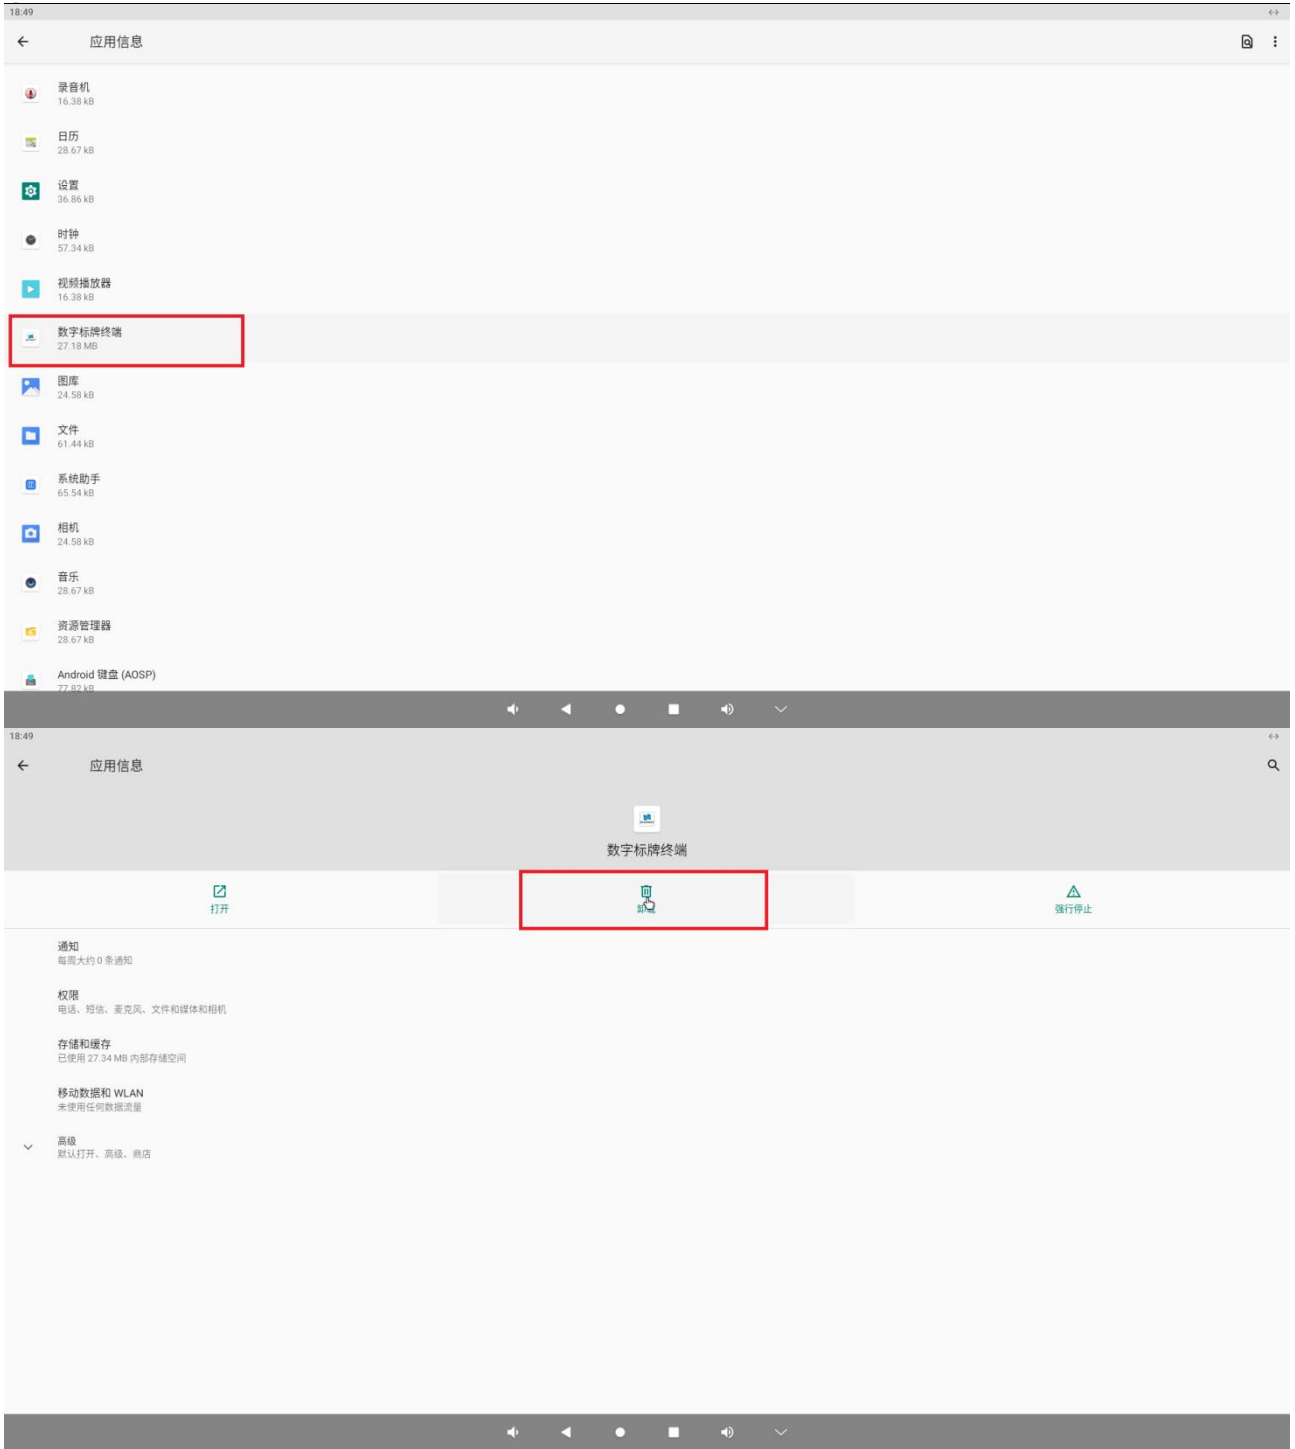 18:49
应用信息
录音机
16.38 kB
日历
28.67 kB
设置
36.86 kB
时钟
57.34 kB
视频播放器
16.38 kB
数字标牌终端
27.18 MB
图库
24.58 kB
文件
61.44 kB
系统助手
65.54 kB
相机
24.58 kB
音乐
28.67 kB
资源管理器
28.67 kB
Android 键盘 (AOSP)
77.82 kB
18:49
应用信息
数字标牌终端
打开
卸载
强行停止
通知
每周大约 0 条通知
权限
电话、短信、麦克风、文件和媒体和相机
存储和缓存
已使用 27.34 MB 内部存储空间
移动数据和 WLAN
未使用任何数据流量
高级
默认打开、高级、商店